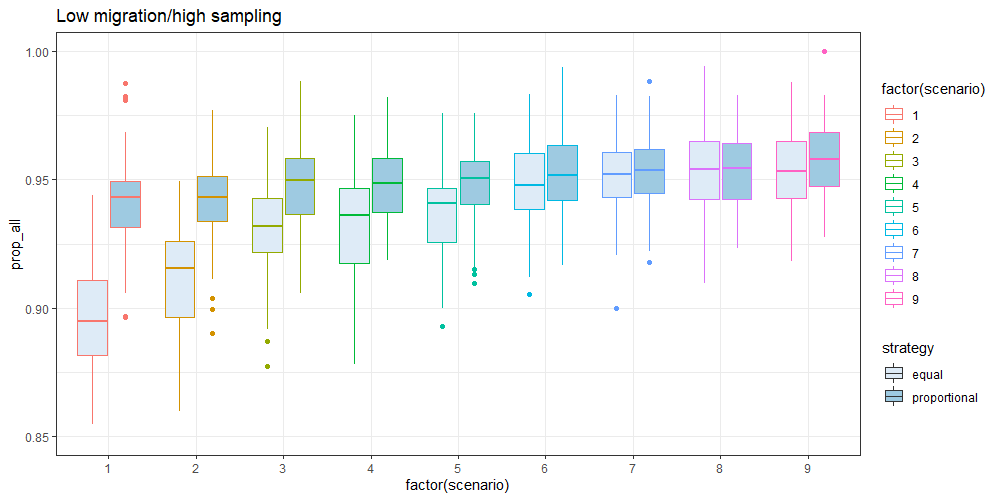 Low migration/high sampling
prop_all
1.00
0.95
0.90
0.85
1 2 3 4 5 6 7 8 9
factor(scenario)
factor(scenario)
1
2
3
4
5
6
7
8
9
strategy
equal
proportional